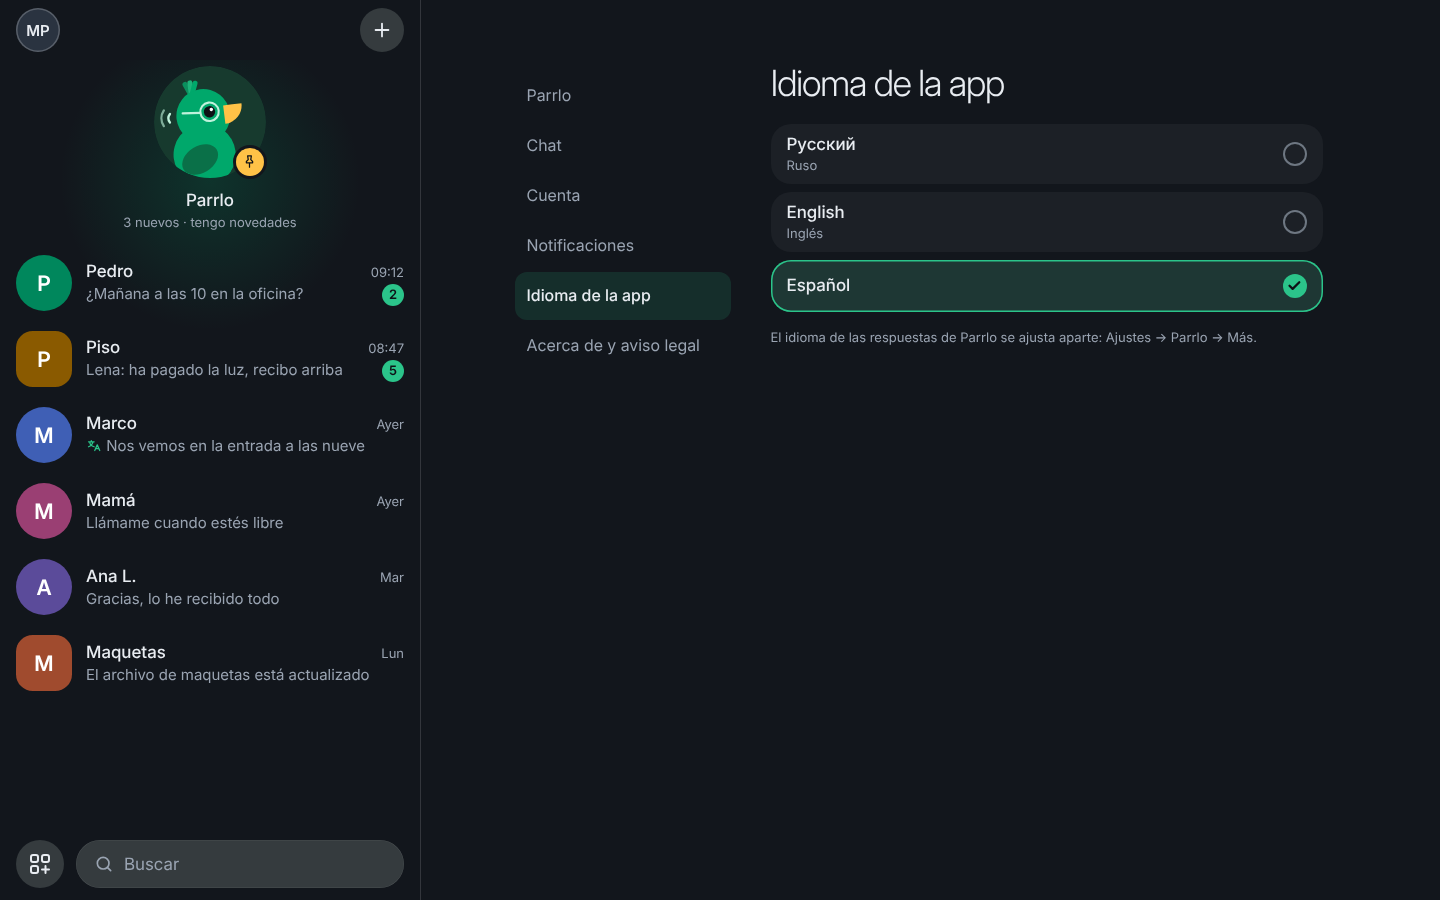 MP
Parrlo
3 nuevos · tengo novedades
P
Pedro
09:12
¿Mañana a las 10 en la oficina?
2
P
Piso
08:47
Lena: ha pagado la luz, recibo arriba
5
M
Marco
Ayer
Nos vemos en la entrada a las nueve
M
Mamá
Ayer
Llámame cuando estés libre
A
Ana L.
Mar
Gracias, lo he recibido todo
M
Maquetas
Lun
El archivo de maquetas está actualizado
Buscar
Parrlo
Chat
Cuenta
Notificaciones
Idioma de la app
Acerca de y aviso legal
Idioma de la app
Русский
Ruso
English
Inglés
Español
El idioma de las respuestas de Parrlo se ajusta aparte: Ajustes → Parrlo → Más.